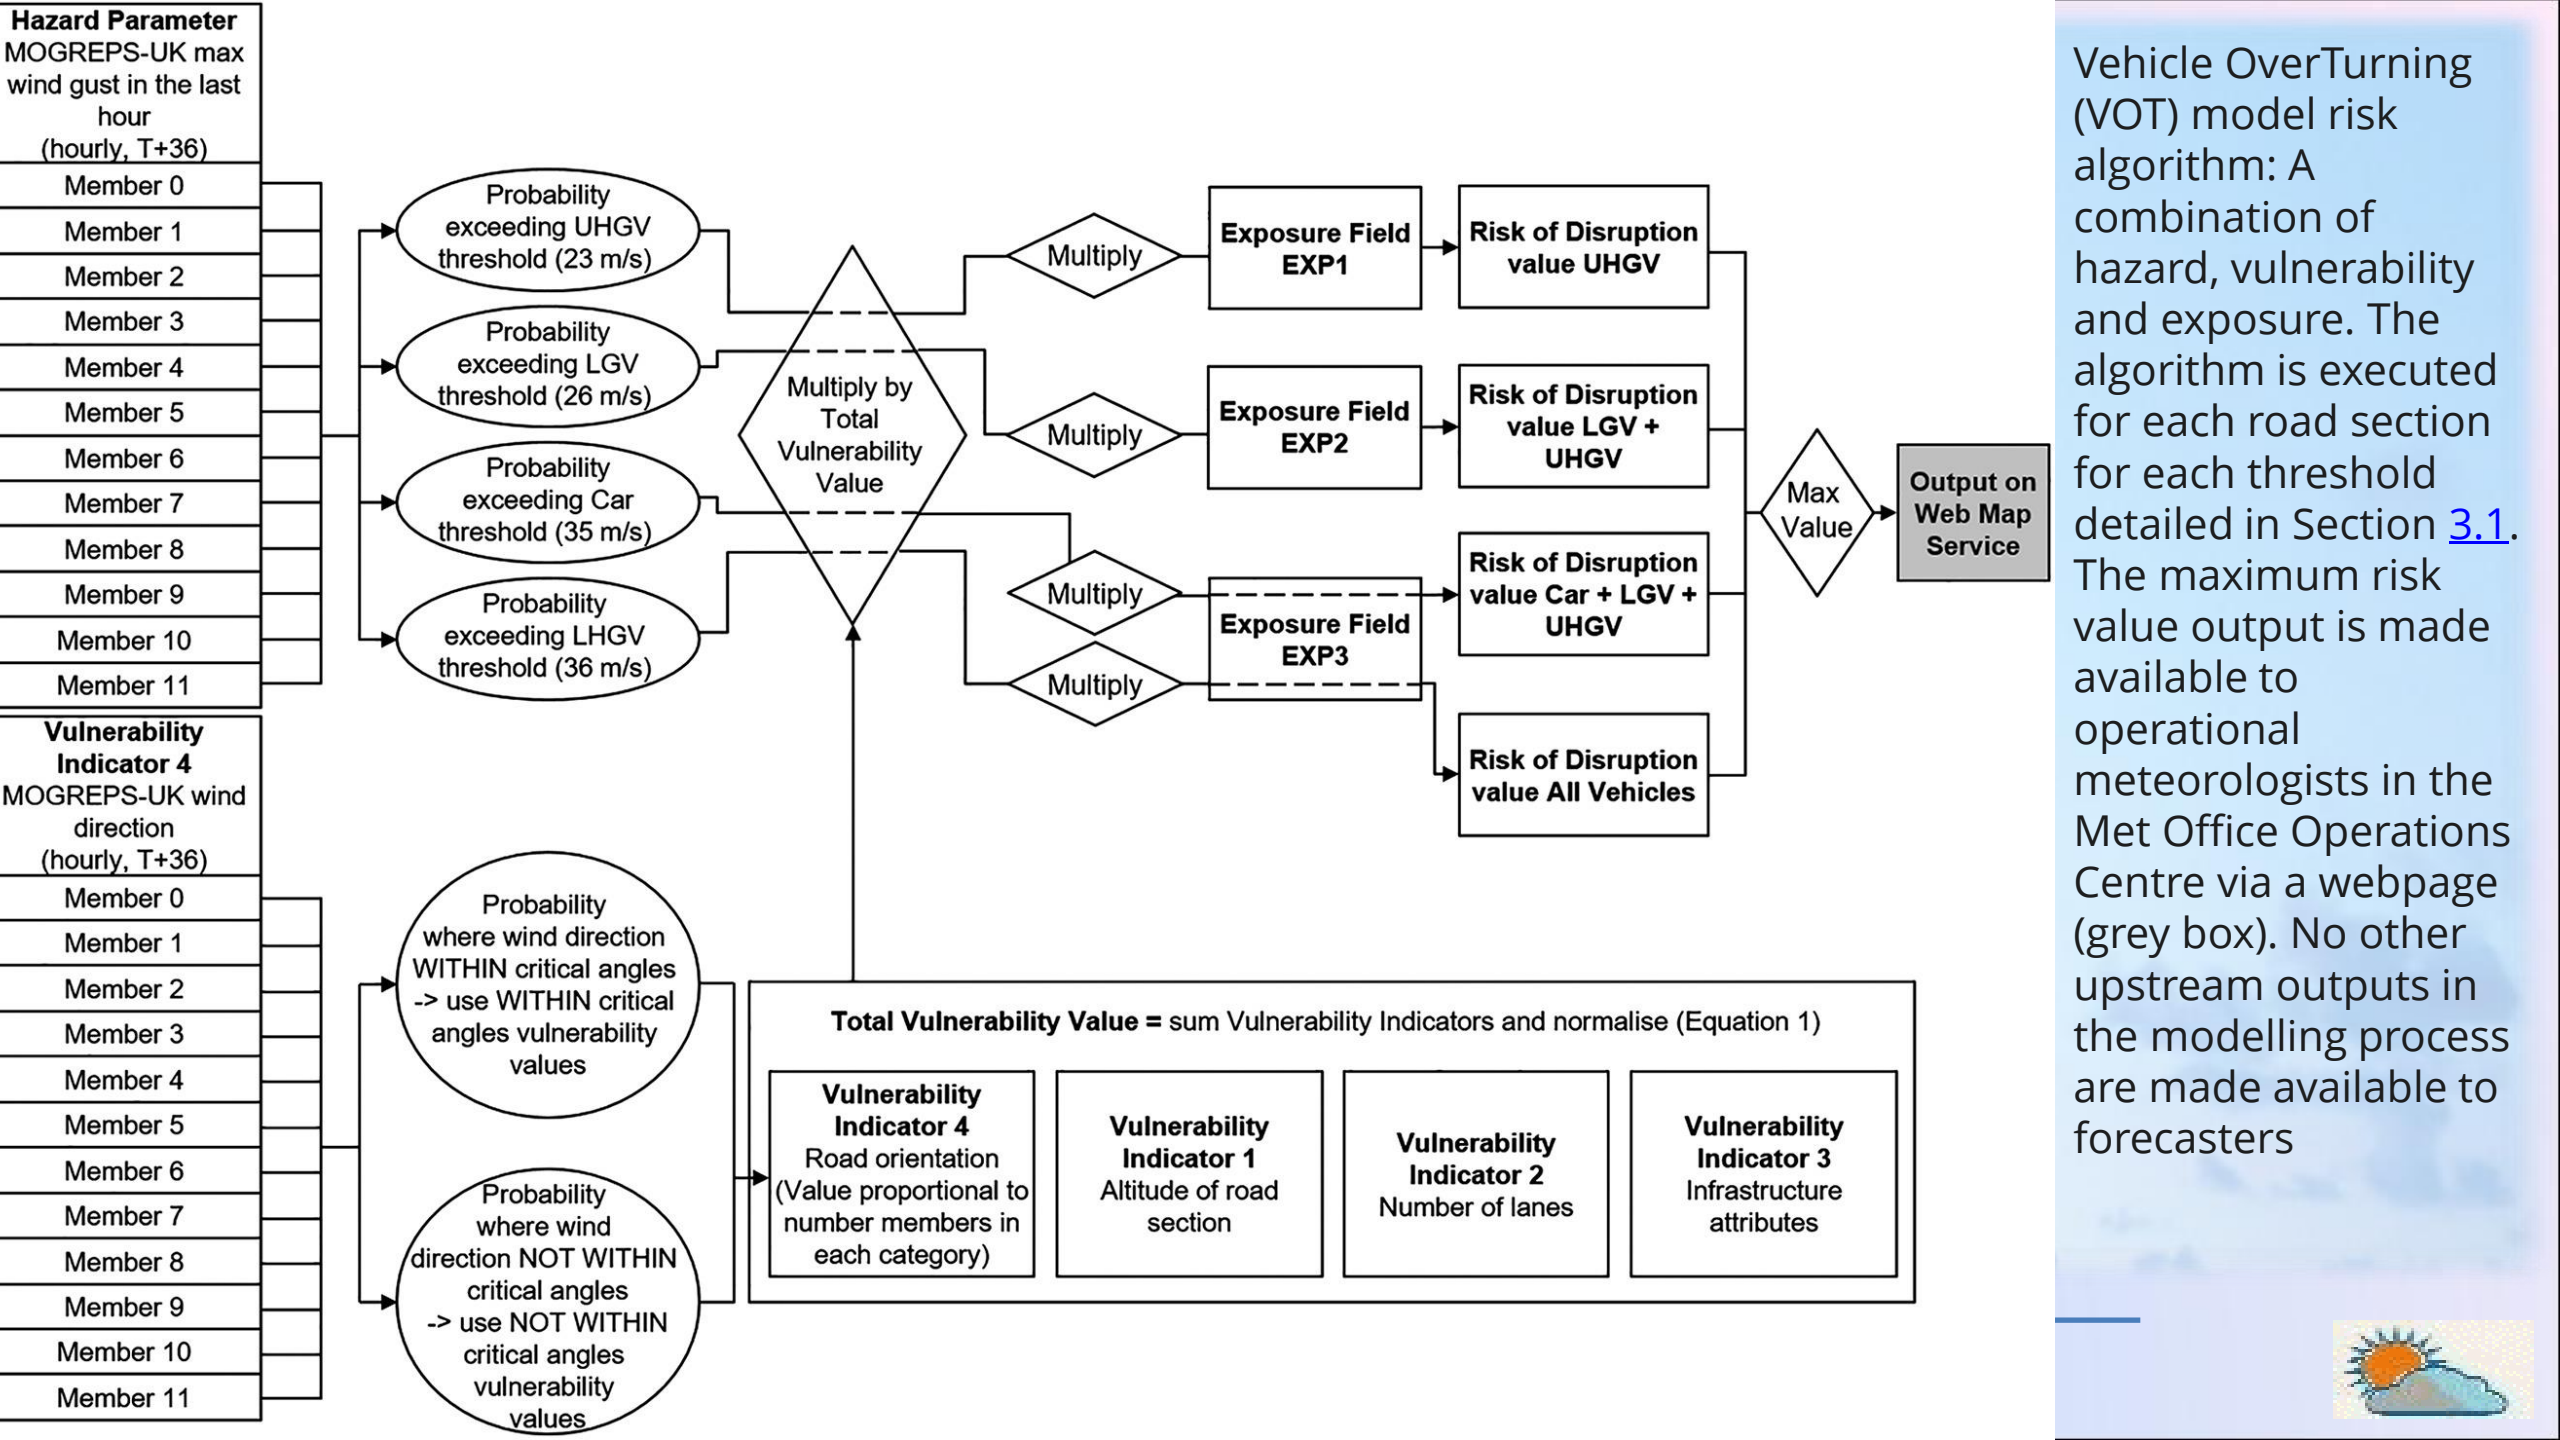 Hazard Parameter
MOGREPS-UK max
wind gust in the last
hour
(hourly, T+36)
Member 0
Member 1
Member 2
Member 3
Member 4
Member 5
Member 6
Member 7
Member 8
Member 9
Member 10
Member 11
Vulnerability
Indicator 4
MOGREPS-UK wind
direction
(hourly, T+36)
Member 0
Member 1
Member 2
Member 3
Member 4
Member 5
Member 6
Member 7
Member 8
Member 9
Member 10
Member 11
Probability
exceeding UHGV
threshold (23 m/s)
Probability
exceeding LGV
threshold (26 m/s)
Probability
exceeding Car
threshold (35 m/s)
Probability
exceeding LHGV
threshold (36 m/s)
Probability
where wind direction
WITHIN critical angles
-> use WITHIN critical
angles vulnerability
values
Probability
where wind
direction NOT WITHIN
critical angles
-> use NOT WITHIN
critical angles
vulnerability
values
Multiply by
Total
Vulnerability
Value
Multiply
Multiply
Multiply
Multiply
Exposure Field
EXP1
Exposure Field
EXP2
Exposure Field
EXP3
Risk of Disruption
value UHGV
Risk of Disruption
value LGV +
UHGV
Risk of Disruption
value Car + LGV +
UHGV
Risk of Disruption
value All Vehicles
Max
Value
Output on
Web Map
Service
Total Vulnerability Value = sum Vulnerability Indicators and normalise (Equation 1)
Vulnerability
Indicator 4
Road orientation
(Value proportional to
number members in
each category)
Vulnerability
Indicator 1
Altitude of road
section
Vulnerability
Indicator 2
Number of lanes
Vulnerability
Indicator 3
Infrastructure
attributes
Vehicle OverTurning
(VOT) model risk
algorithm: A
combination of
hazard, vulnerability
and exposure. The
algorithm is executed
for each road section
for each threshold
detailed in Section 3.1.
The maximum risk
value output is made
available to
operational
meteorologists in the
Met Office Operations
Centre via a webpage
(grey box). No other
upstream outputs in
the modelling process
are made available to
forecasters